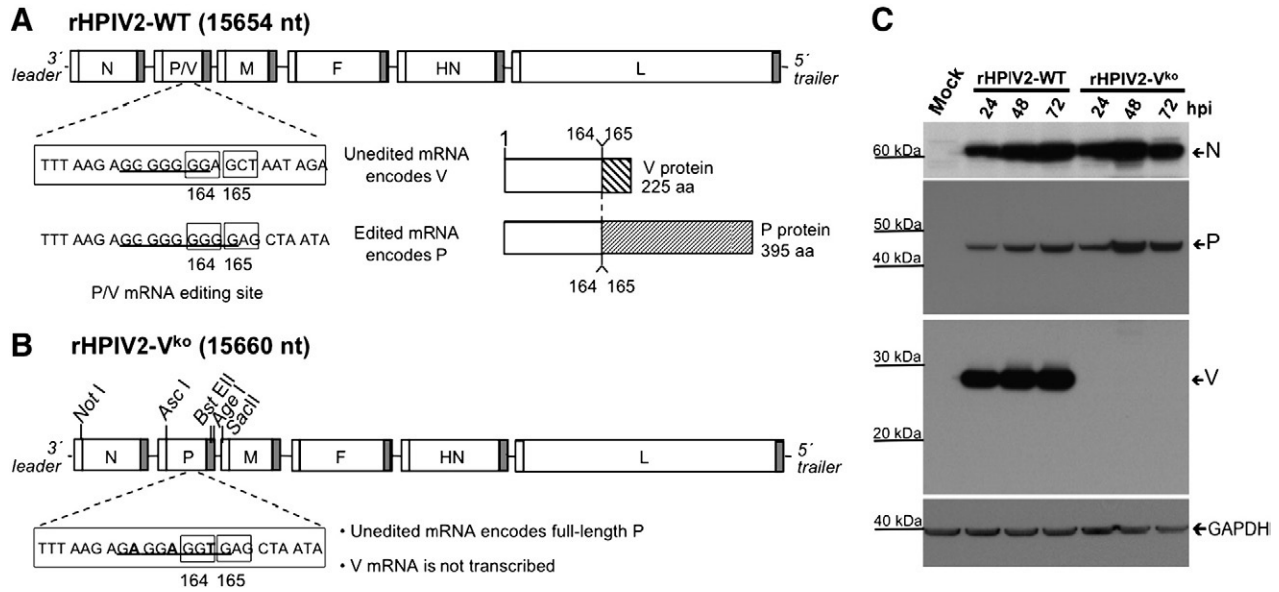 A rHPIV2-WT (15654 nt)
3´ leader
N
P/V
M
F
HN
L
5´ trailer
TTT AAG AGG GGG GGA GCT AAT AGA
164 165
Unedited mRNA
encodes V
1
164 165
V protein
225 aa
TTT AAG AGG GGG GGG GAG CTA ATA
164 165
P/V mRNA editing site
Edited mRNA
encodes P
P protein
395 aa
164 165
B rHPIV2-Vko (15660 nt)
Not I
Asc I
Bst EII
Age I
SacII
3´ leader
N
P
M
F
HN
L
5´ trailer
TTT AAG AGA GGA GGT GAG CTA ATA
164 165
• Unedited mRNA encodes full-length P
• V mRNA is not transcribed
C
Mock
rHPIV2-WT
rHPIV2-Vko
24 48 72 24 48 72 hpi
60 kDa
N
50 kDa
40 kDa
P
30 kDa
V
20 kDa
40 kDa
GAPDH